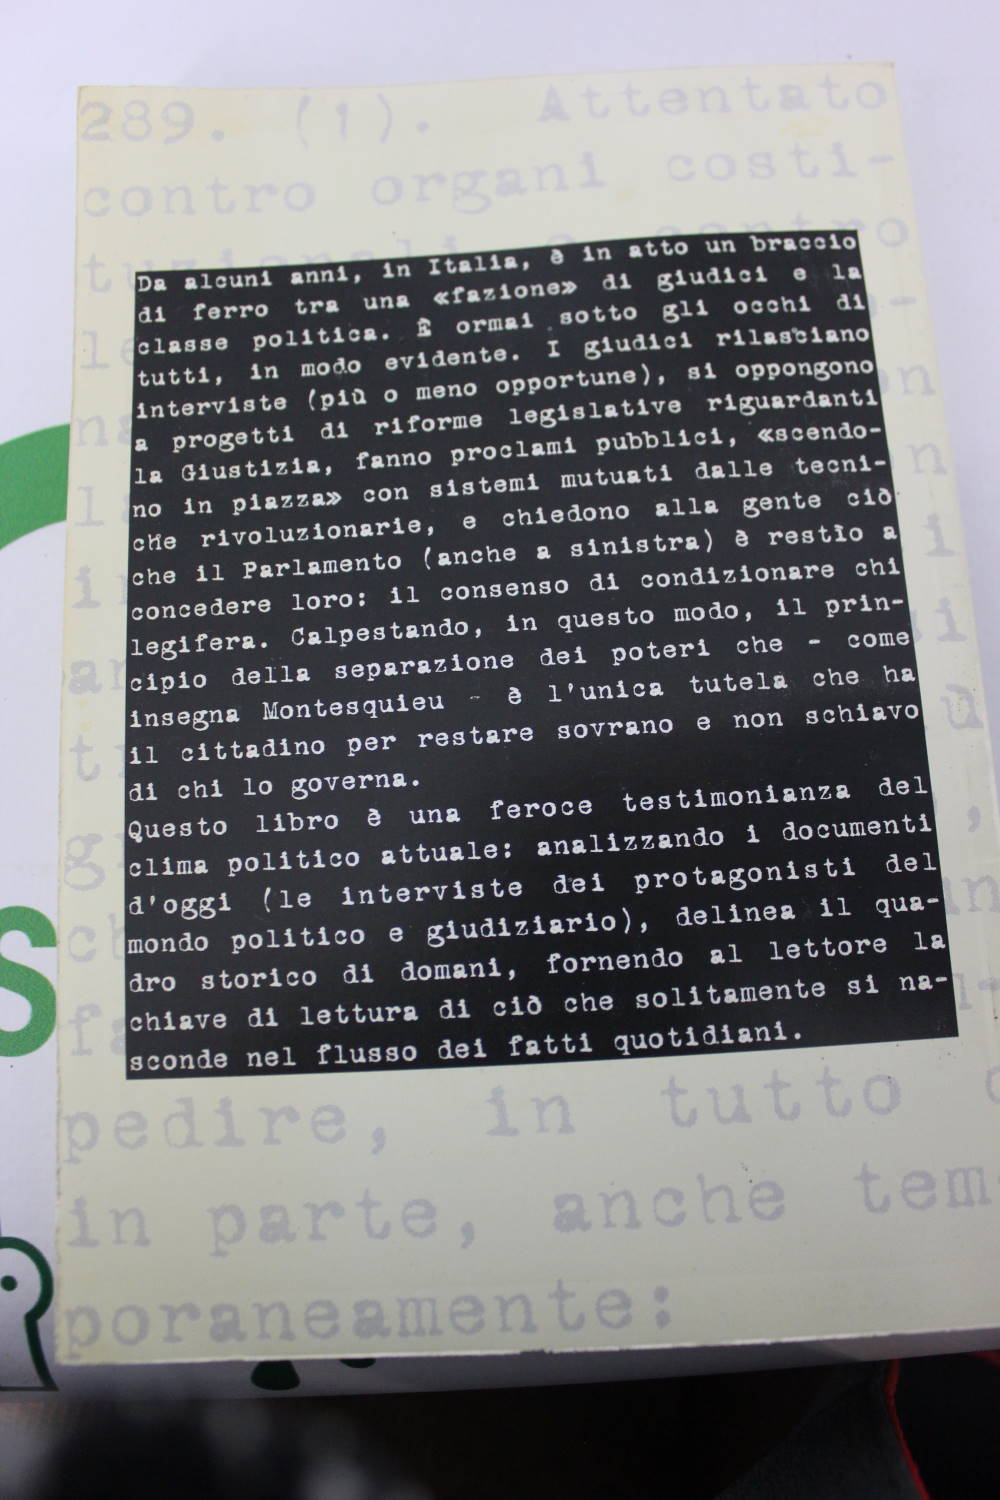 289. (1). Attentato
contro organi costi-
Da alcuni anni, in Italia, è in atto un braccio
di ferro tra una «fazione» di giudici e la
classe politica. È ormai sotto gli occhi di
tutti, in modo evidente. I giudici rilasciano
interviste (più o meno opportune), si oppongono
a progetti di riforme legislative riguardanti
la Giustizia, fanno proclami pubblici, «scendo-
no in piazza» con sistemi mutuati dalle tecni-
che rivoluzionarie, e chiedono alla gente ciò
che il Parlamento (anche a sinistra) è restìo a
concedere loro: il consenso di condizionare chi
legifera. Calpestando, in questo modo, il prin-
cipio della separazione dei poteri che - come
insegna Montesquieu - è l'unica tutela che ha
il cittadino per restare sovrano e non schiavo
di chi lo governa.
Questo libro è una feroce testimonianza del
clima politico attuale: analizzando i documenti
d'oggi (le interviste dei protagonisti del
mondo politico e giudiziario), delinea il qua-
dro storico di domani, fornendo al lettore la
chiave di lettura di ciò che solitamente si na-
sconde nel flusso dei fatti quotidiani.
pedire, in tutto o
in parte, anche tem
poraneamente: